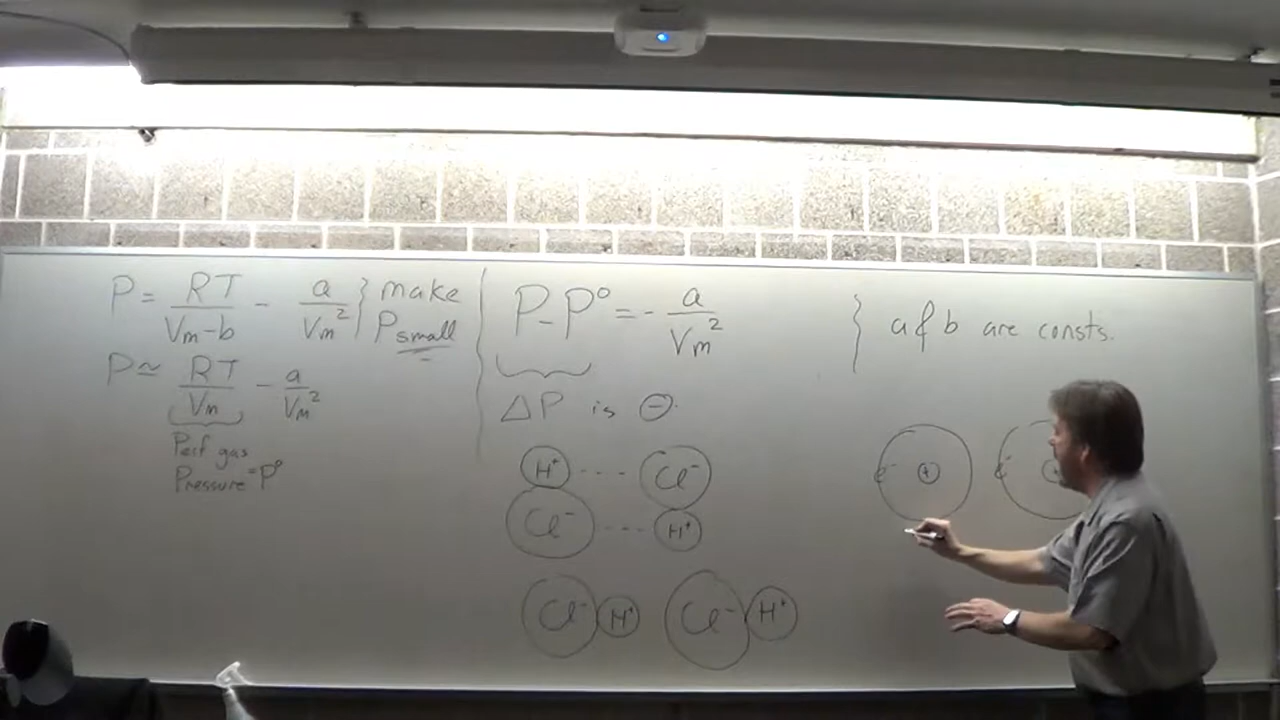 P = RT / (Vm - b) - a / Vm² } make P small
P ≃ RT / Vm - a / Vm²
Perf gas
Pressure = P°
P - P° = - a / Vm²
ΔP is ⊖.
H⁺ --- Cl⁻
Cl⁻ --- H⁺
Cl⁻ H⁺ Cl⁻ H⁺
} a & b are consts.
e⁻ + e⁻ +